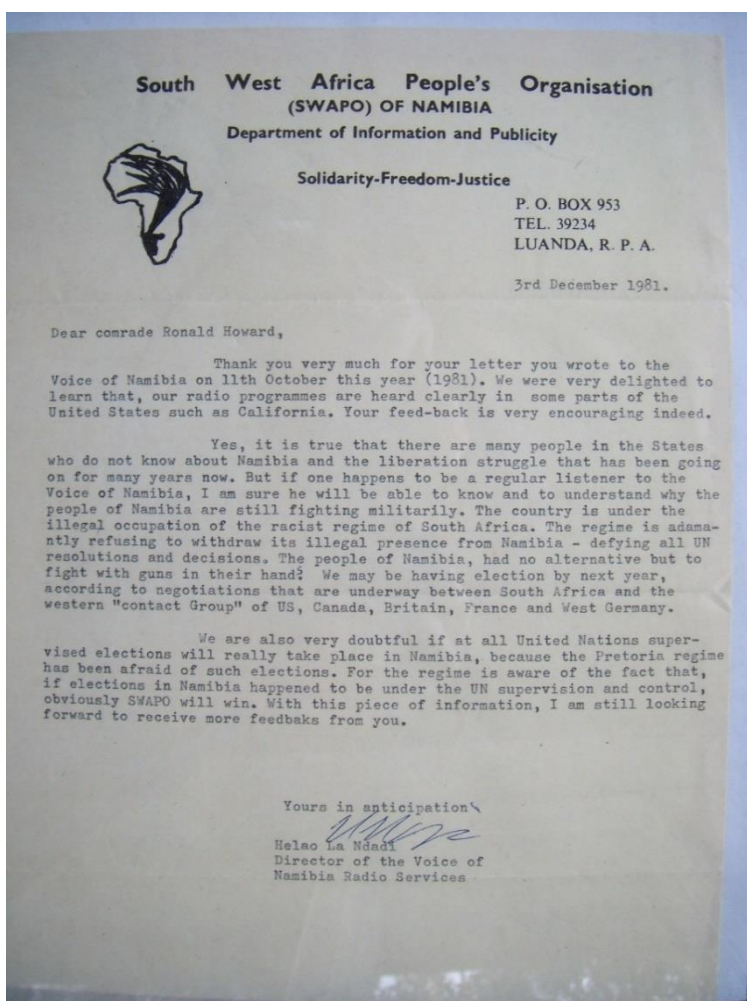 South West Africa People's Organisation
(SWAPO) OF NAMIBIA
Department of Information and Publicity
Solidarity-Freedom-Justice
P. O. BOX 953
TEL. 39234
LUANDA, R. P. A.
3rd December 1981.
Dear comrade Ronald Howard,
Thank you very much for your letter you wrote to the
Voice of Namibia on 11th October this year (1981). We were very delighted to
learn that, our radio programmes are heard clearly in some parts of the
United States such as California. Your feed-back is very encouraging indeed.
Yes, it is true that there are many people in the States
who do not know about Namibia and the liberation struggle that has been going
on for many years now. But if one happens to be a regular listener to the
Voice of Namibia, I am sure he will be able to know and to understand why the
people of Namibia are still fighting militarily. The country is under the
illegal occupation of the racist regime of South Africa. The regime is adama-
ntly refusing to withdraw its illegal presence from Namibia - defying all UN
resolutions and decisions. The people of Namibia, had no alternative but to
fight with guns in their hand? We may be having election by next year,
according to negotiations that are underway between South Africa and the
western "contact Group" of US, Canada, Britain, France and West Germany.
We are also very doubtful if at all United Nations super-
vised elections will really take place in Namibia, because the Pretoria regime
has been afraid of such elections. For the regime is aware of the fact that,
if elections in Namibia happened to be under the UN supervision and control,
obviously SWAPO will win. With this piece of information, I am still looking
forward to receive more feedbaks from you.
Yours in anticipation
Helao La Ndadi
Director of the Voice of
Namibia Radio Services